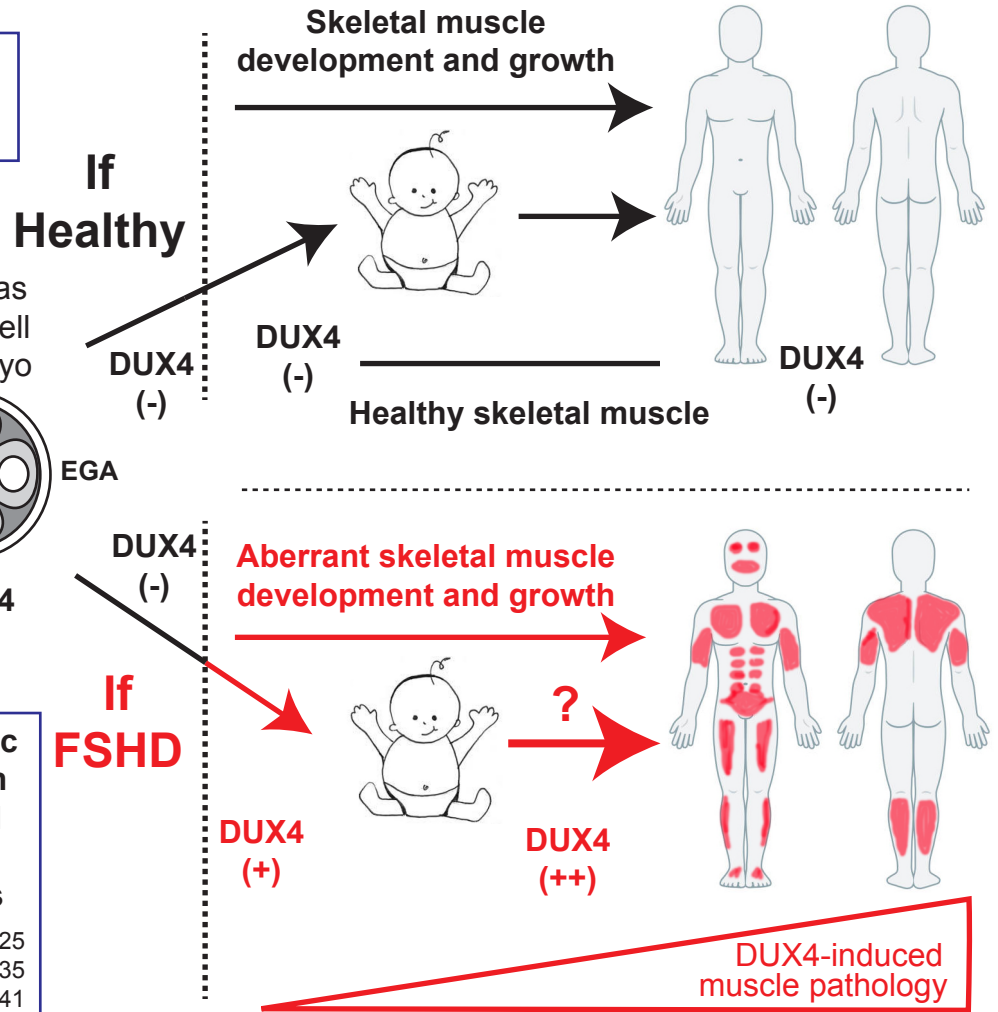 Skeletal muscle
development and growth
If
Healthy
as
ell
yo
DUX4
(-)
DUX4
(-)
DUX4
(-)
Healthy skeletal muscle
EGA
4
DUX4
(-)
Aberrant skeletal muscle
development and growth
If
FSHD
?
DUX4
(+)
DUX4
(++)
c
s
25
35
41
DUX4-induced
muscle pathology